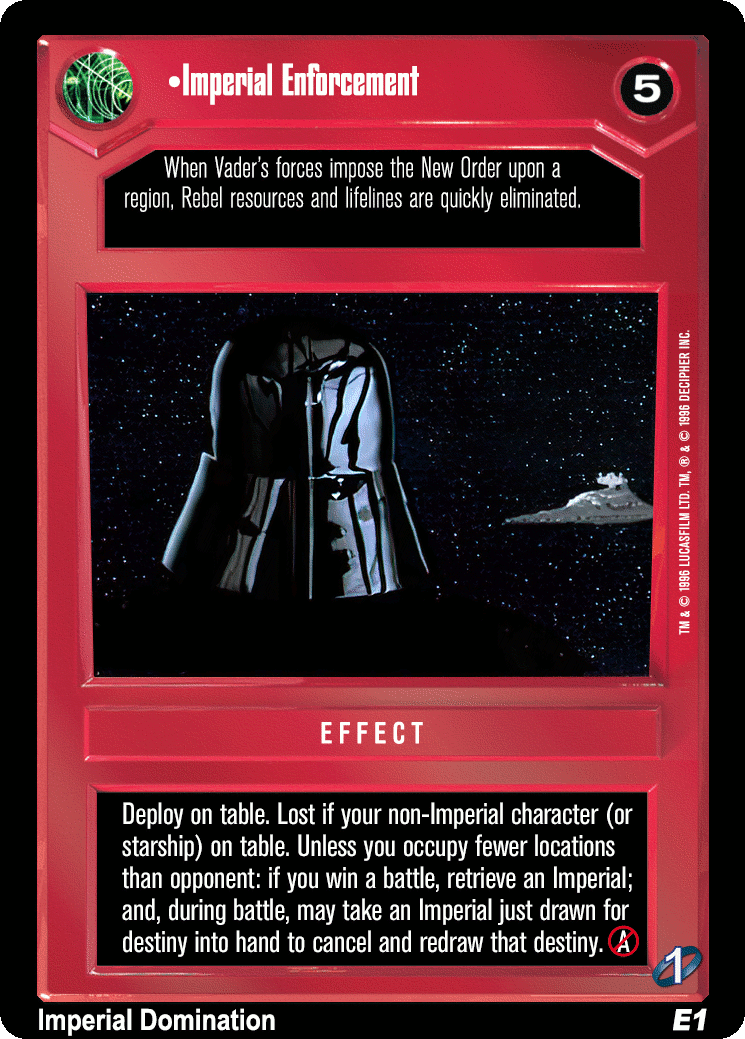 •Imperial Enforcement
5
When Vader's forces impose the New Order upon a
region, Rebel resources and lifelines are quickly eliminated.
TM & © 1996 LUCASFILM LTD. TM, ® & © 1996 DECIPHER INC.
EFFECT
Deploy on table. Lost if your non-Imperial character (or
starship) on table. Unless you occupy fewer locations
than opponent: if you win a battle, retrieve an Imperial;
and, during battle, may take an Imperial just drawn for
destiny into hand to cancel and redraw that destiny. A
1
Imperial Domination
E1